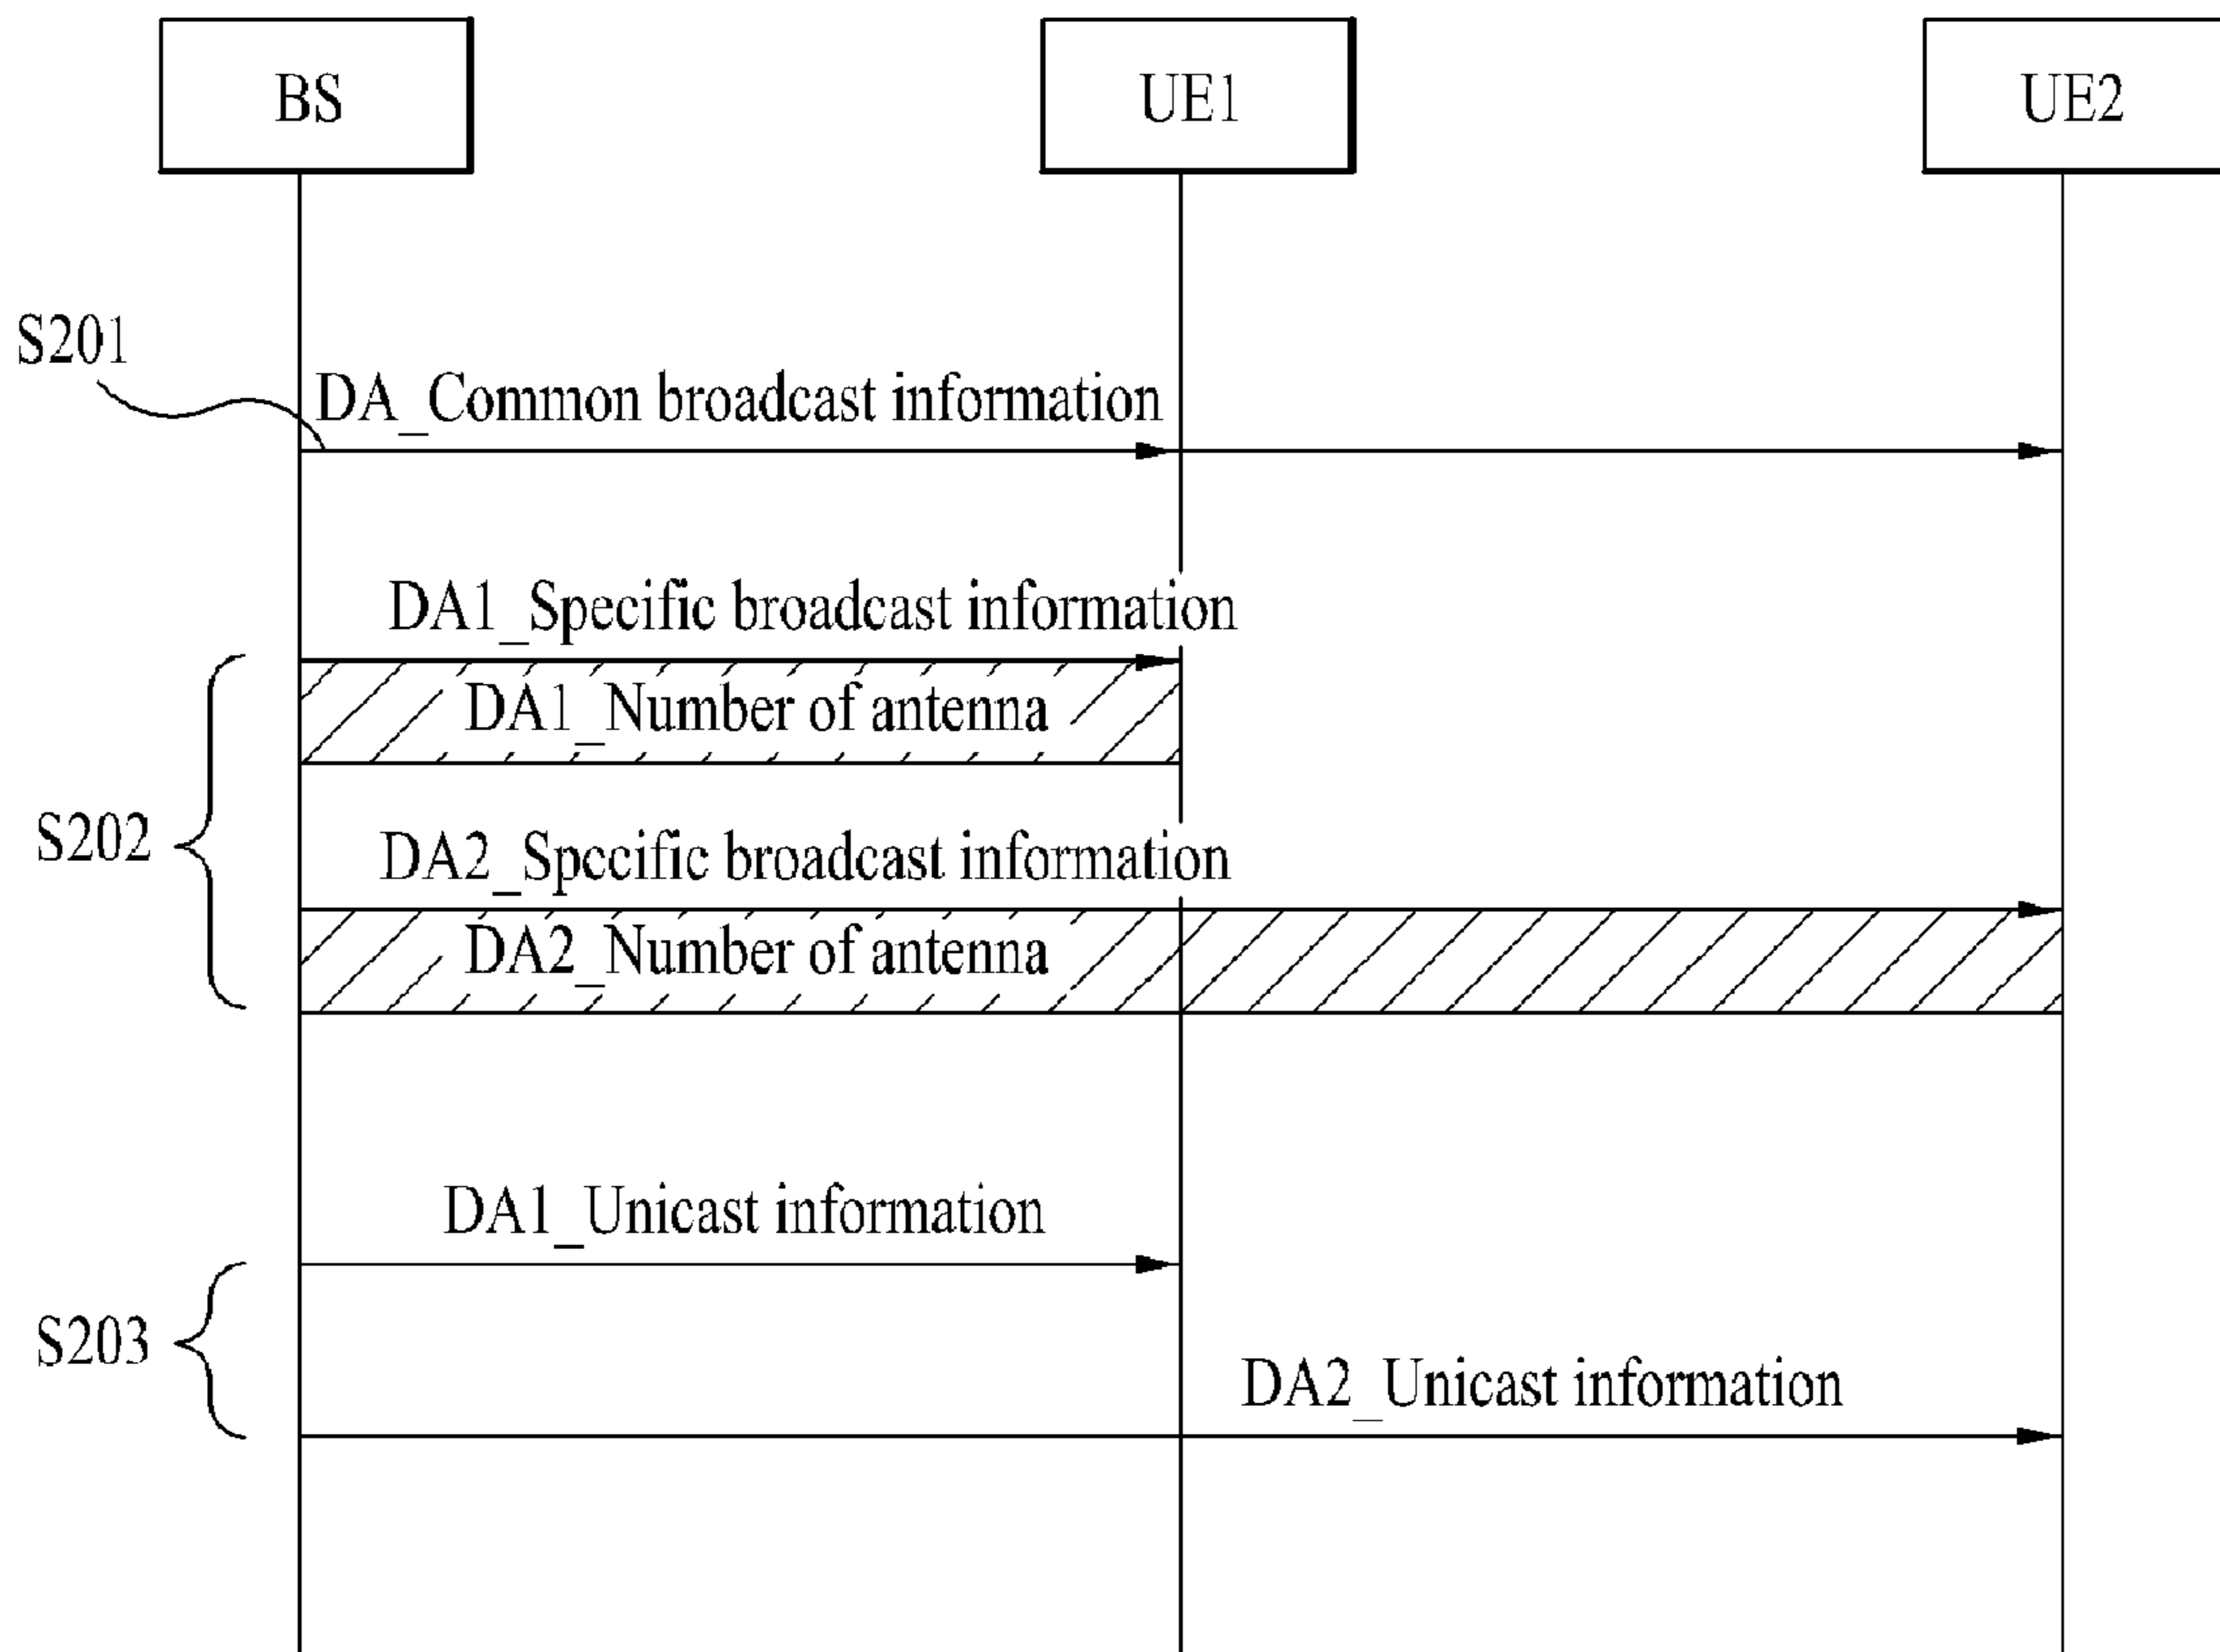 BS
UE1
UE2
S201
DA_Common broadcast information
DA1_Specific broadcast information
DA1_Number of antenna
S202
DA2_Specific broadcast information
DA2_Number of antenna
DA1_Unicast information
S203
DA2_Unicast information